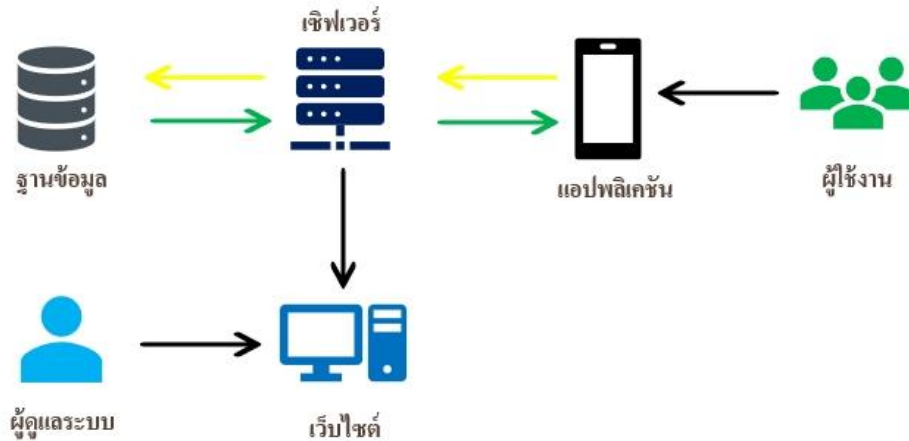 เซิฟเวอร์
ฐานข้อมูล
แอปพลิเคชัน
ผู้ใช้งาน
ผู้ดูแลระบบ
เว็บไซต์